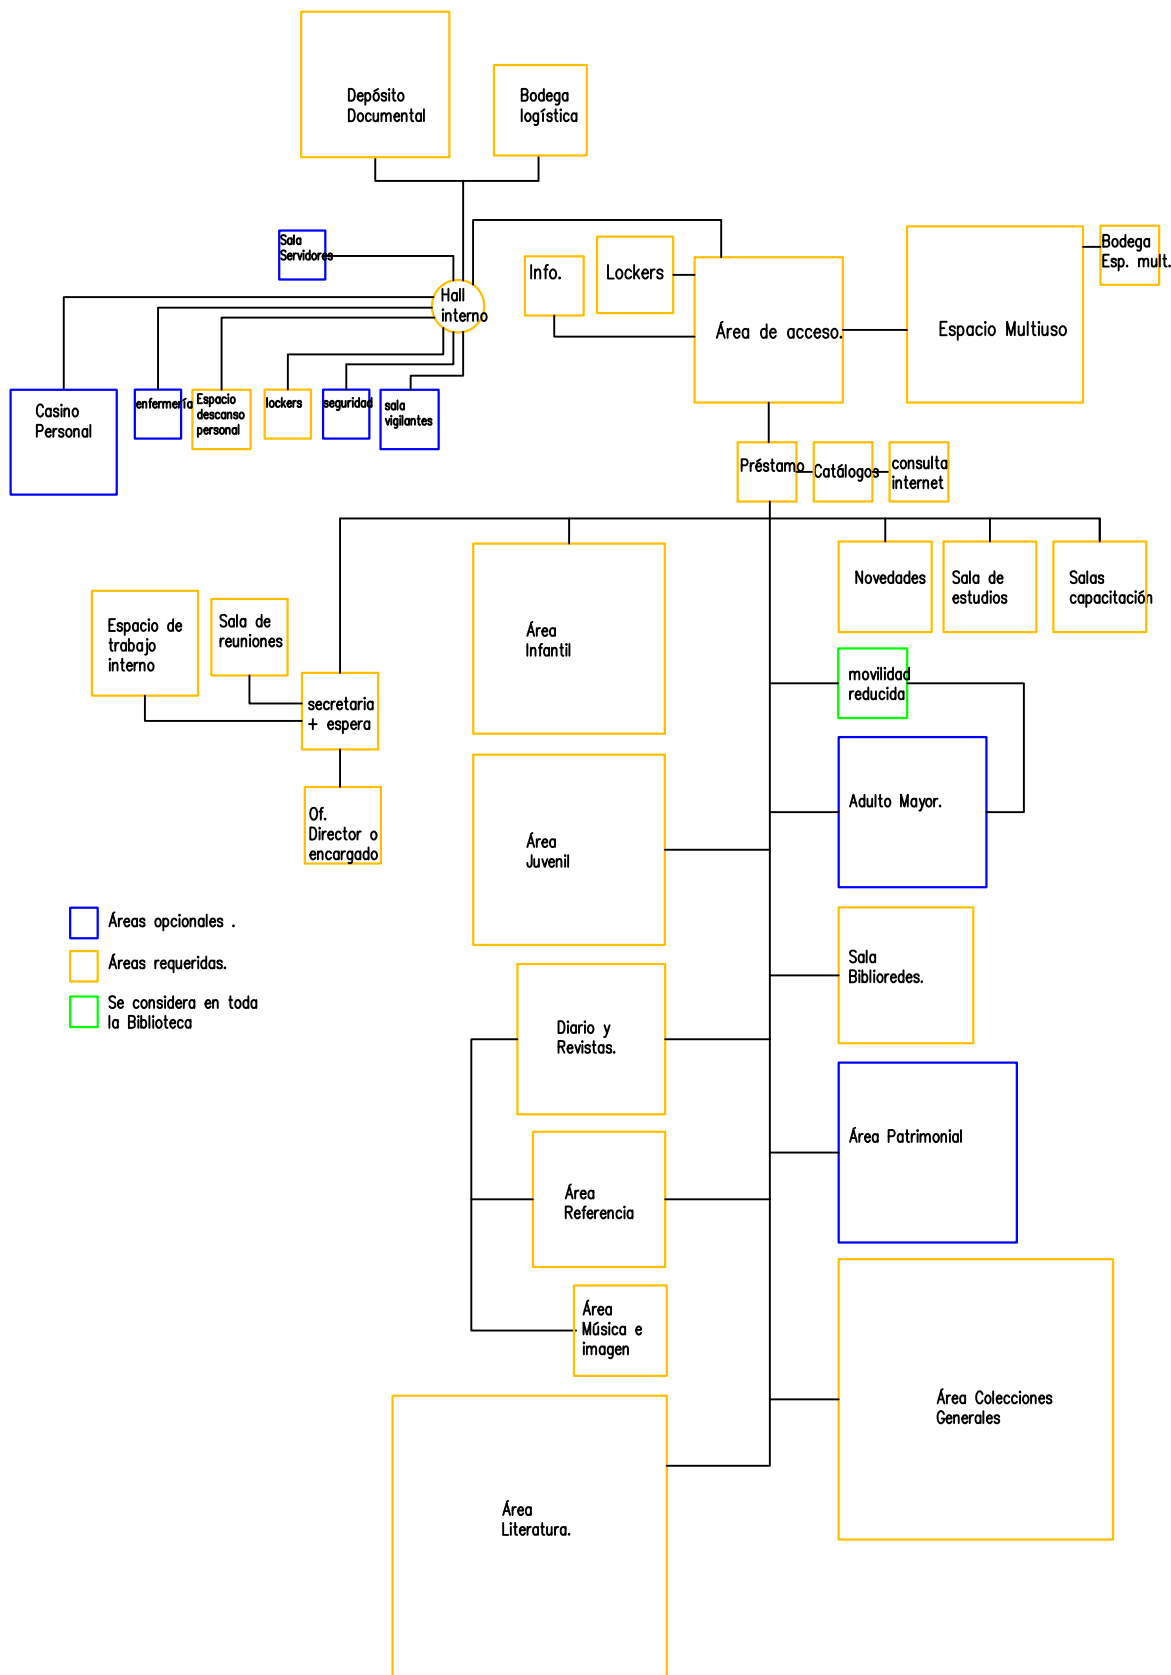 Depósito
Documental
Bodega
logística
Sala
Servidores
Hall
interno
Info.
Lockers
Área de acceso.
Espacio Multiuso
Bodega
Esp. mult.
Casino
Personal
enfermería
Espacio
descanso
personal
lockers
seguridad
sala
vigilantes
Préstamo
Catálogos
consulta
internet
Novedades
Sala de
estudios
Salas
capacitación
Espacio de
trabajo
interno
Sala de
reuniones
Área
Infantil
movilidad
reducida
secretaria
+ espera
Of.
Director o
encargado
Área
Juvenil
Adulto Mayor.
Áreas opcionales .
Áreas requeridas.
Se considera en toda
la Biblioteca
Sala
Biblioredes.
Diario y
Revistas.
Área Patrimonial
Área
Referencia
Área
Música e
imagen
Área Colecciones
Generales
Área
Literatura.